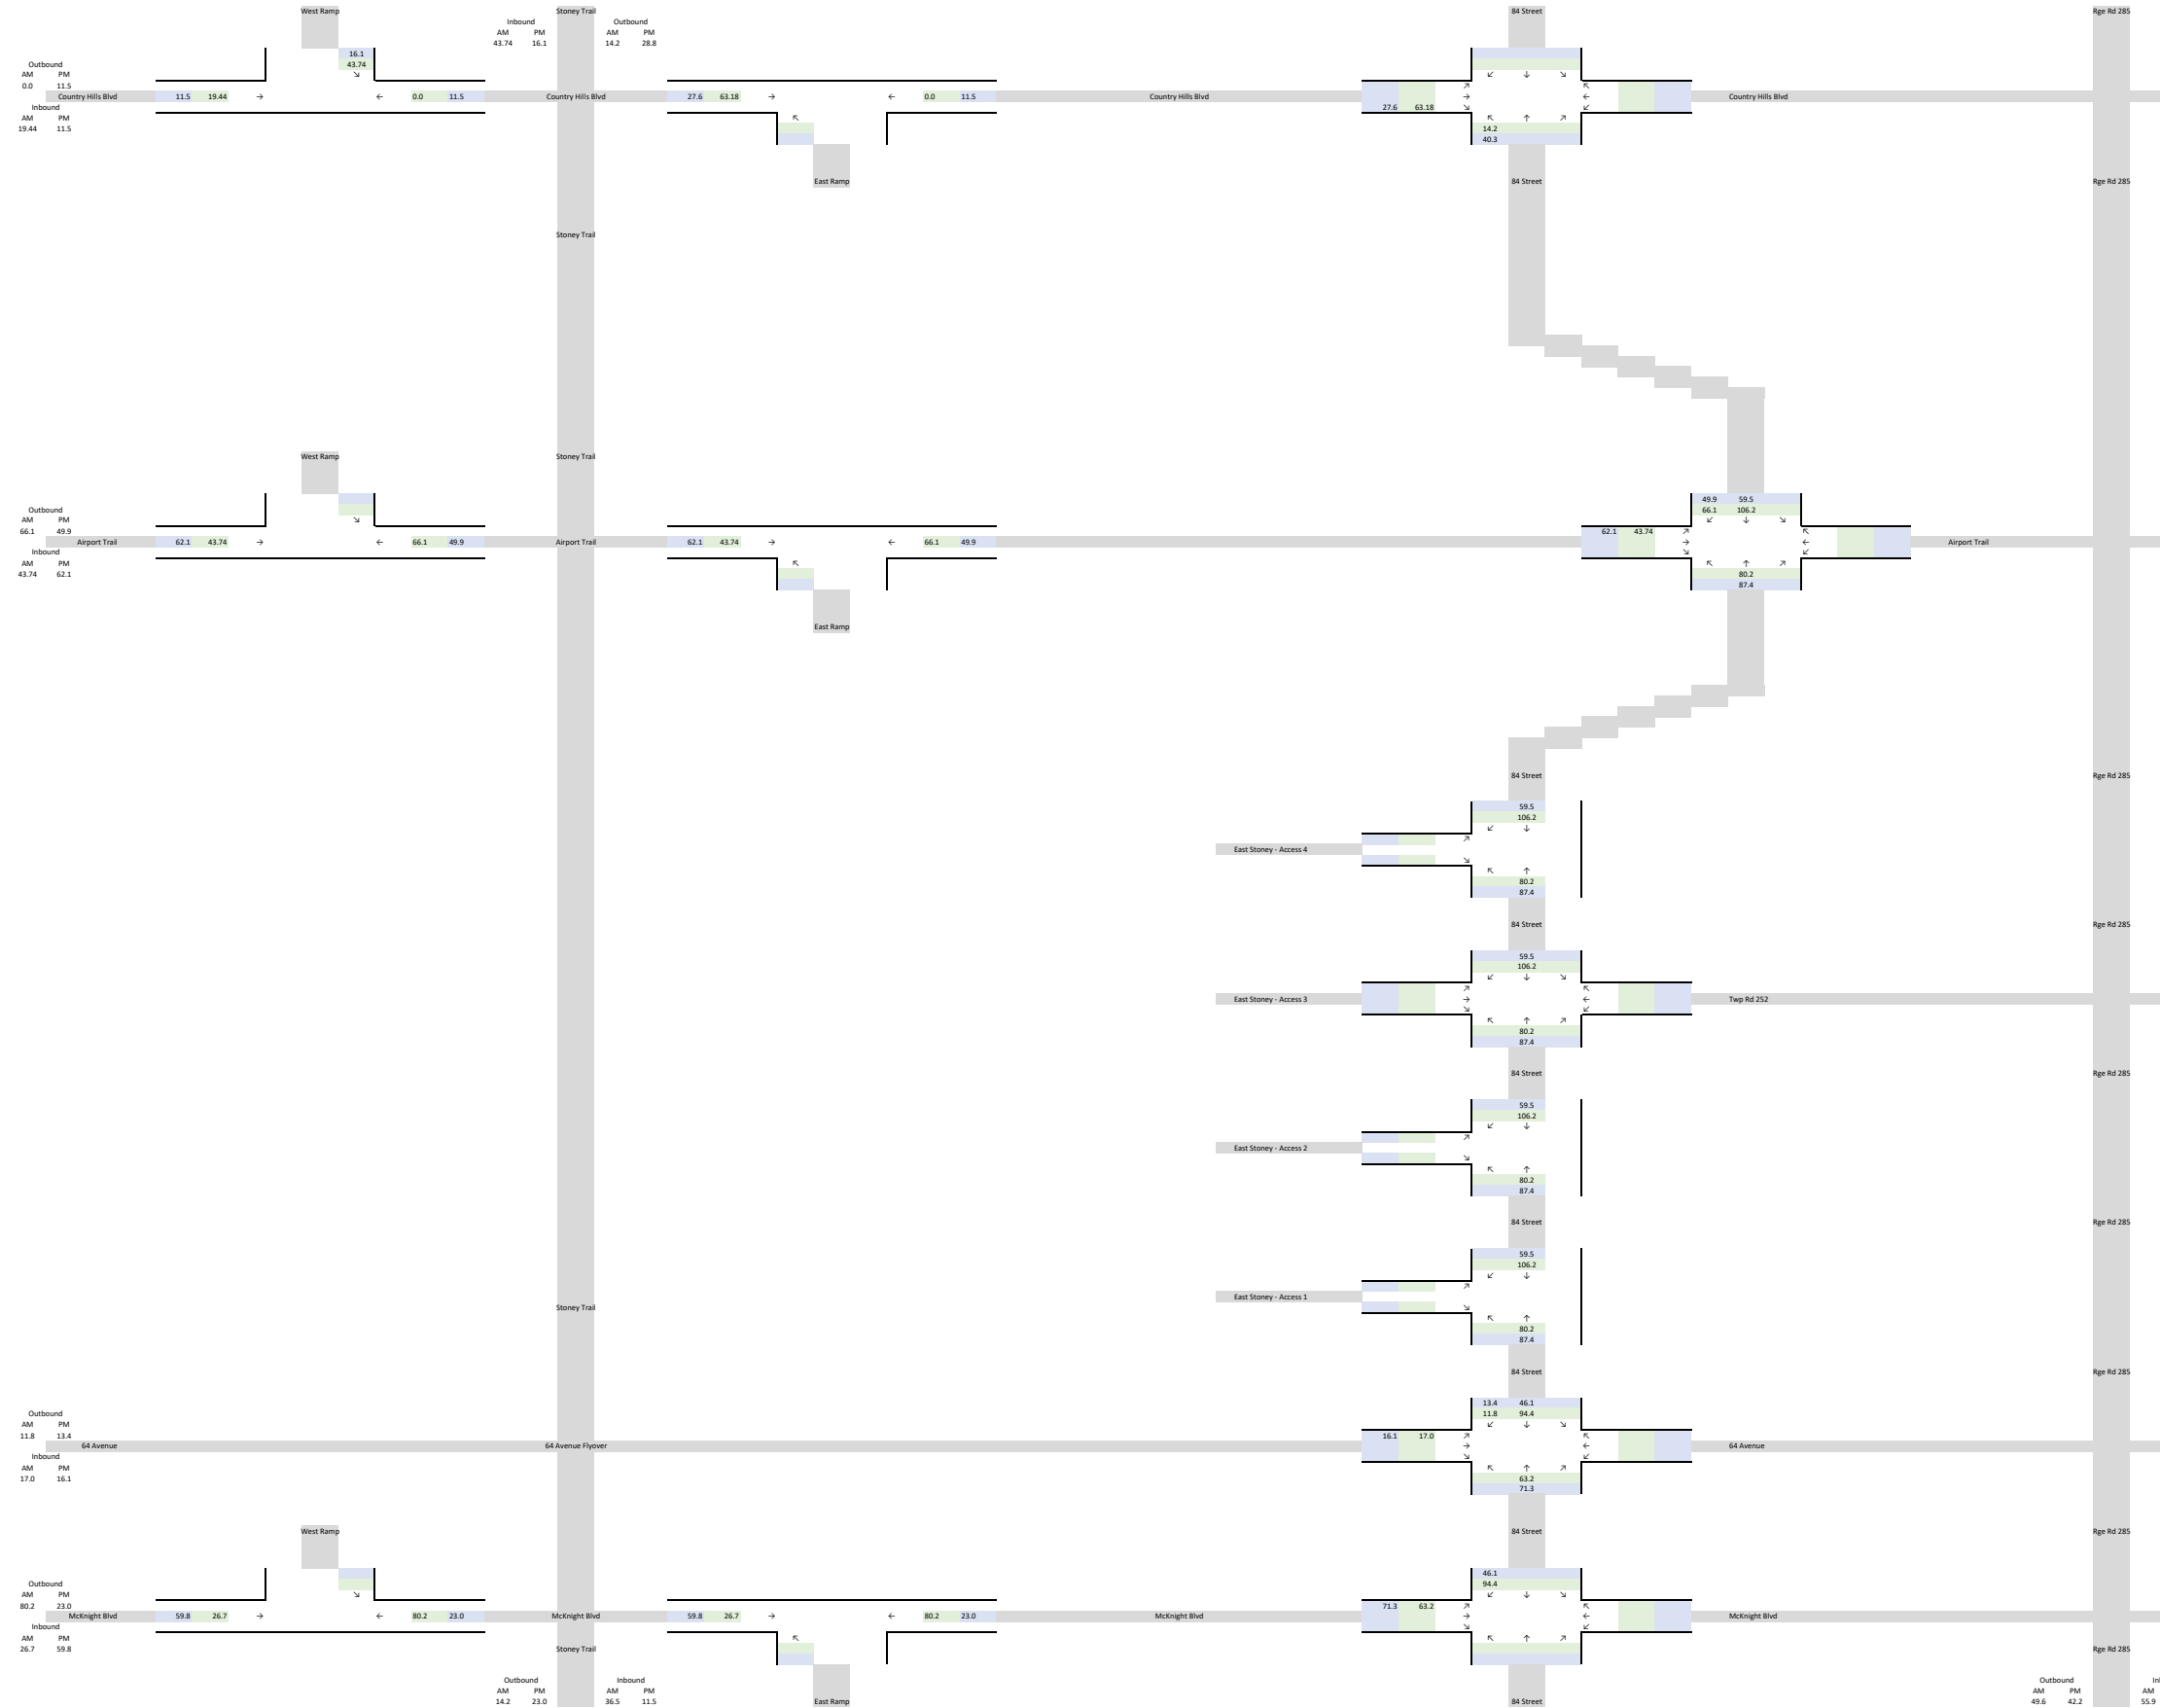 West Ramp Stoney Trail 84 Street Rge Rd 285
Inbound Outbound
AM PM AM PM
43.74 16.1 14.2 28.8
16.1
Outbound 43.74
AM PM ↘ ↙ ↓ ↘
0.0 11.5
Country Hills Blvd 11.5 19.44 → ← 0.0 11.5 Country Hills Blvd 27.6 63.18 → ← 0.0 11.5 Country Hills Blvd ↗ → ↘ ↖ ← ↙ Country Hills Blvd
Inbound 27.6 63.18
AM PM ↖ ↖ ↑ ↗
19.44 11.5 14.2
40.3
East Ramp 84 Street Rge Rd 285
Stoney Trail
West Ramp Stoney Trail
49.9 59.5
Outbound 66.1 106.2
AM PM ↘ ↙ ↓ ↘
66.1 49.9 62.1 43.74
Airport Trail 62.1 43.74 → ← 66.1 49.9 Airport Trail 62.1 43.74 → ← 66.1 49.9 ↗ → ↘ ↖ ← ↙ Airport Trail
Inbound
AM PM ↖ ↖ ↑ ↗
43.74 62.1 80.2
87.4
East Ramp
84 Street Rge Rd 285
59.5
106.2
↙ ↓
↗
East Stoney - Access 4
↘
↖ ↑
80.2
87.4
84 Street Rge Rd 285
59.5
106.2
↙ ↓ ↘
East Stoney - Access 3 ↗ → ↘ ↖ ← ↙ Twp Rd 252
↖ ↑ ↗
80.2
87.4
84 Street Rge Rd 285
59.5
106.2
↙ ↓
↗
East Stoney - Access 2
↘
↖ ↑
80.2
87.4
84 Street Rge Rd 285
59.5
106.2
↙ ↓
↗
East Stoney - Access 1
↘
Stoney Trail
↖ ↑
80.2
87.4
84 Street Rge Rd 285
13.4 46.1
Outbound 11.8 94.4
AM PM ↙ ↓ ↘
11.8 13.4 16.1 17.0
64 Avenue 64 Avenue Flyover ↗ → ↘ ↖ ← ↙ 64 Avenue
Inbound
AM PM ↖ ↑ ↗
17.0 16.1 63.2
71.3
West Ramp 84 Street Rge Rd 285
46.1
Outbound 94.4
AM PM ↘ ↙ ↓ ↘
80.2 23.0 71.3 63.2
McKnight Blvd 59.8 26.7 → ← 80.2 23.0 McKnight Blvd 59.8 26.7 → ← 80.2 23.0 McKnight Blvd ↗ → ↘ ↖ ← ↙ McKnight Blvd
Inbound
AM PM ↖ ↖ ↑ ↗
26.7 59.8 Stoney Trail Rge Rd 285
Outbound Inbound Outbound
AM PM AM PM AM PM AM
14.2 23.0 36.5 11.5 East Ramp 84 Street 49.6 42.2 55.9